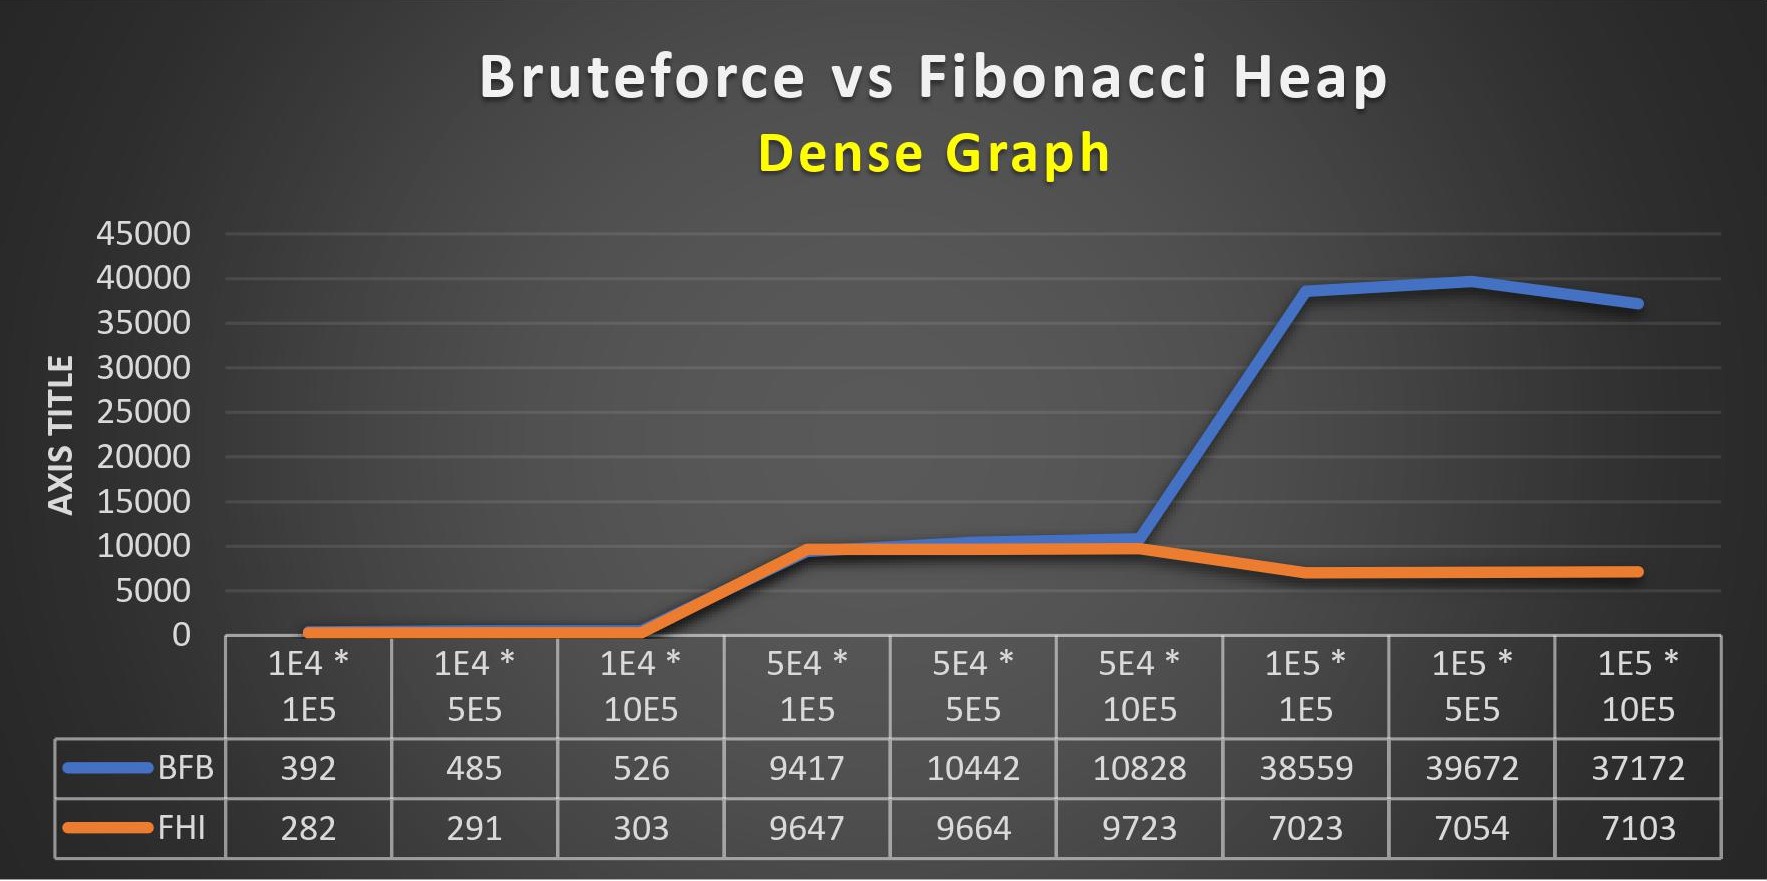 Bruteforce vs Fibonacci Heap
Dense Graph
AXIS TITLE
45000
40000
35000
30000
25000
20000
15000
10000
5000
0
1E4 * 1E4 * 1E4 * 5E4 * 5E4 * 5E4 * 1E5 * 1E5 * 1E5 *
1E5 5E5 10E5 1E5 5E5 10E5 1E5 5E5 10E5
BFB 392 485 526 9417 10442 10828 38559 39672 37172
FHI 282 291 303 9647 9664 9723 7023 7054 7103